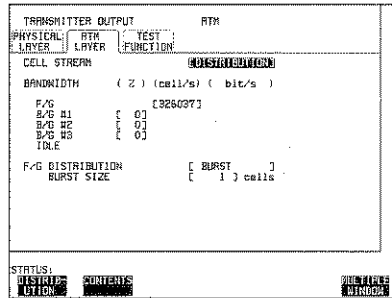 TRANSMITTER OUTPUT ATM
PHYSICAL LAYER
ATM LAYER
TEST FUNCTION
CELL STREAM [DISTRIBUTION]
BANDWIDTH ( % ) (cell/s) ( bit/s )
F/G [326037]
B/G #1 [ 0]
B/G #2 [ 0]
B/G #3 [ 0]
IDLE
F/G DISTRIBUTION [ BURST ]
BURST SIZE [ 1 ] cells
STATUS:
DISTRIB-UTION
CONTENTS
MULTIPLE WINDOW